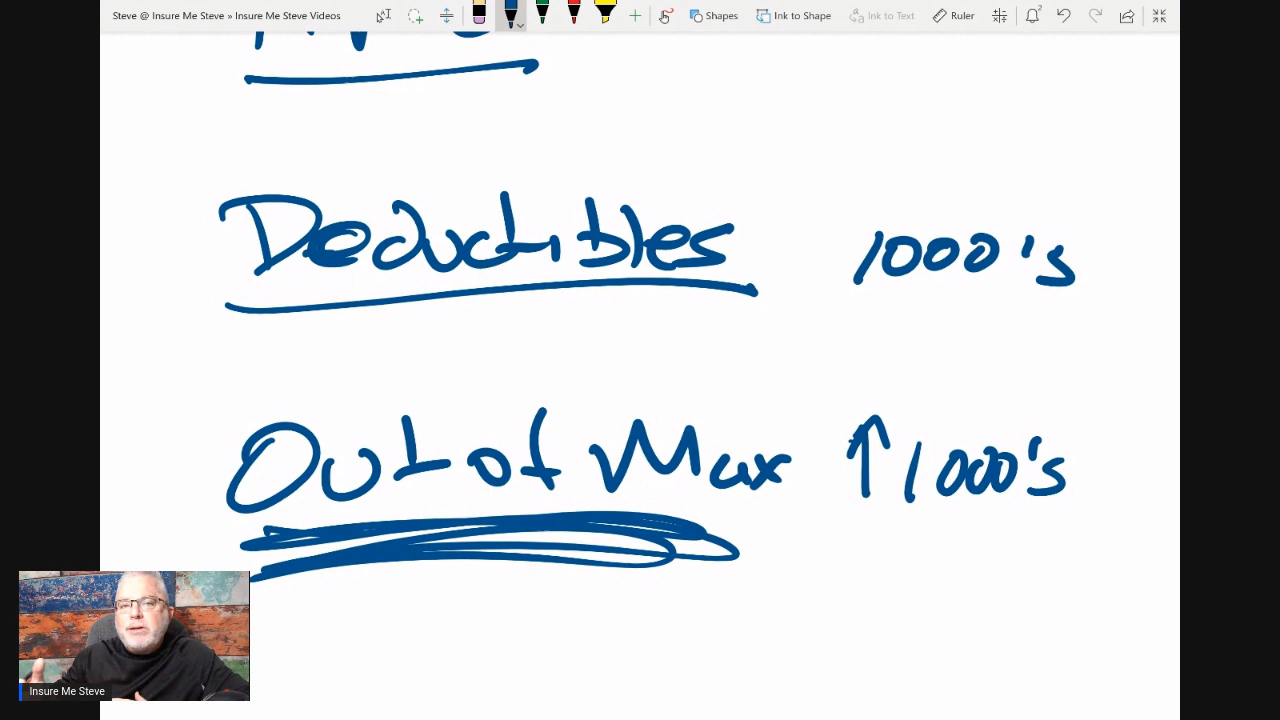 Steve @ Insure Me Steve » Insure Me Steve Videos
Shapes
Ink to Shape
Ink to Text
Ruler
Deductibles 1000's
Out of Max ↑ 1000's
Insure Me Steve